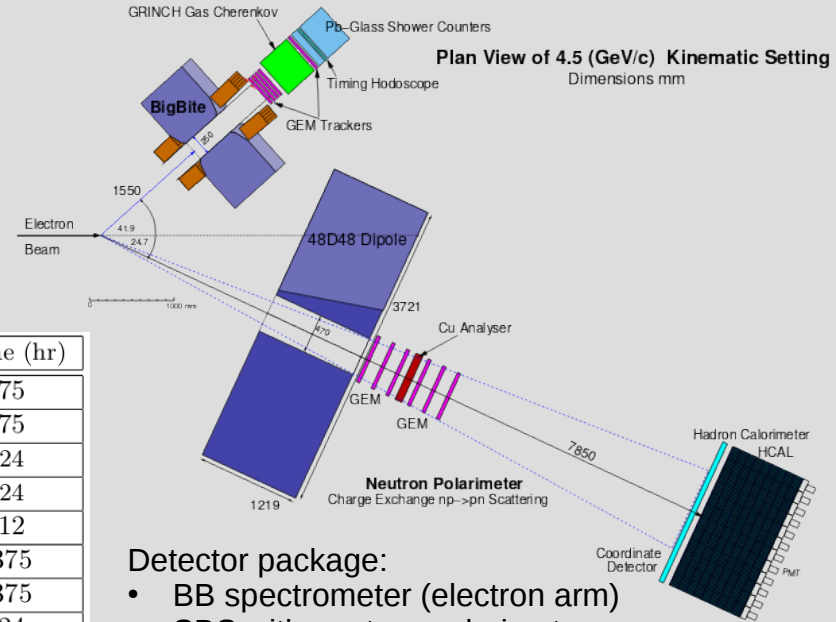 GRINCH Gas Cherenkov
Pb-Glass Shower Counters
Plan View of 4.5 (GeV/c) Kinematic Setting
Dimensions mm
Timing Hodoscope
BigBite
GEM Trackers
250
1550
Electron
Beam
41.9
24.7
48D48 Dipole
0
1000 mm
3721
470
Cu Analyser
GEM
GEM
7850
Hadron Calorimeter
HCAL
Neutron Polarimeter
Charge Exchange np->pn Scattering
1219
Coordinate
Detector
PMT
(hr)
75
75
24
24
12
375
375
Detector package:
• BB spectrometer (electron arm)